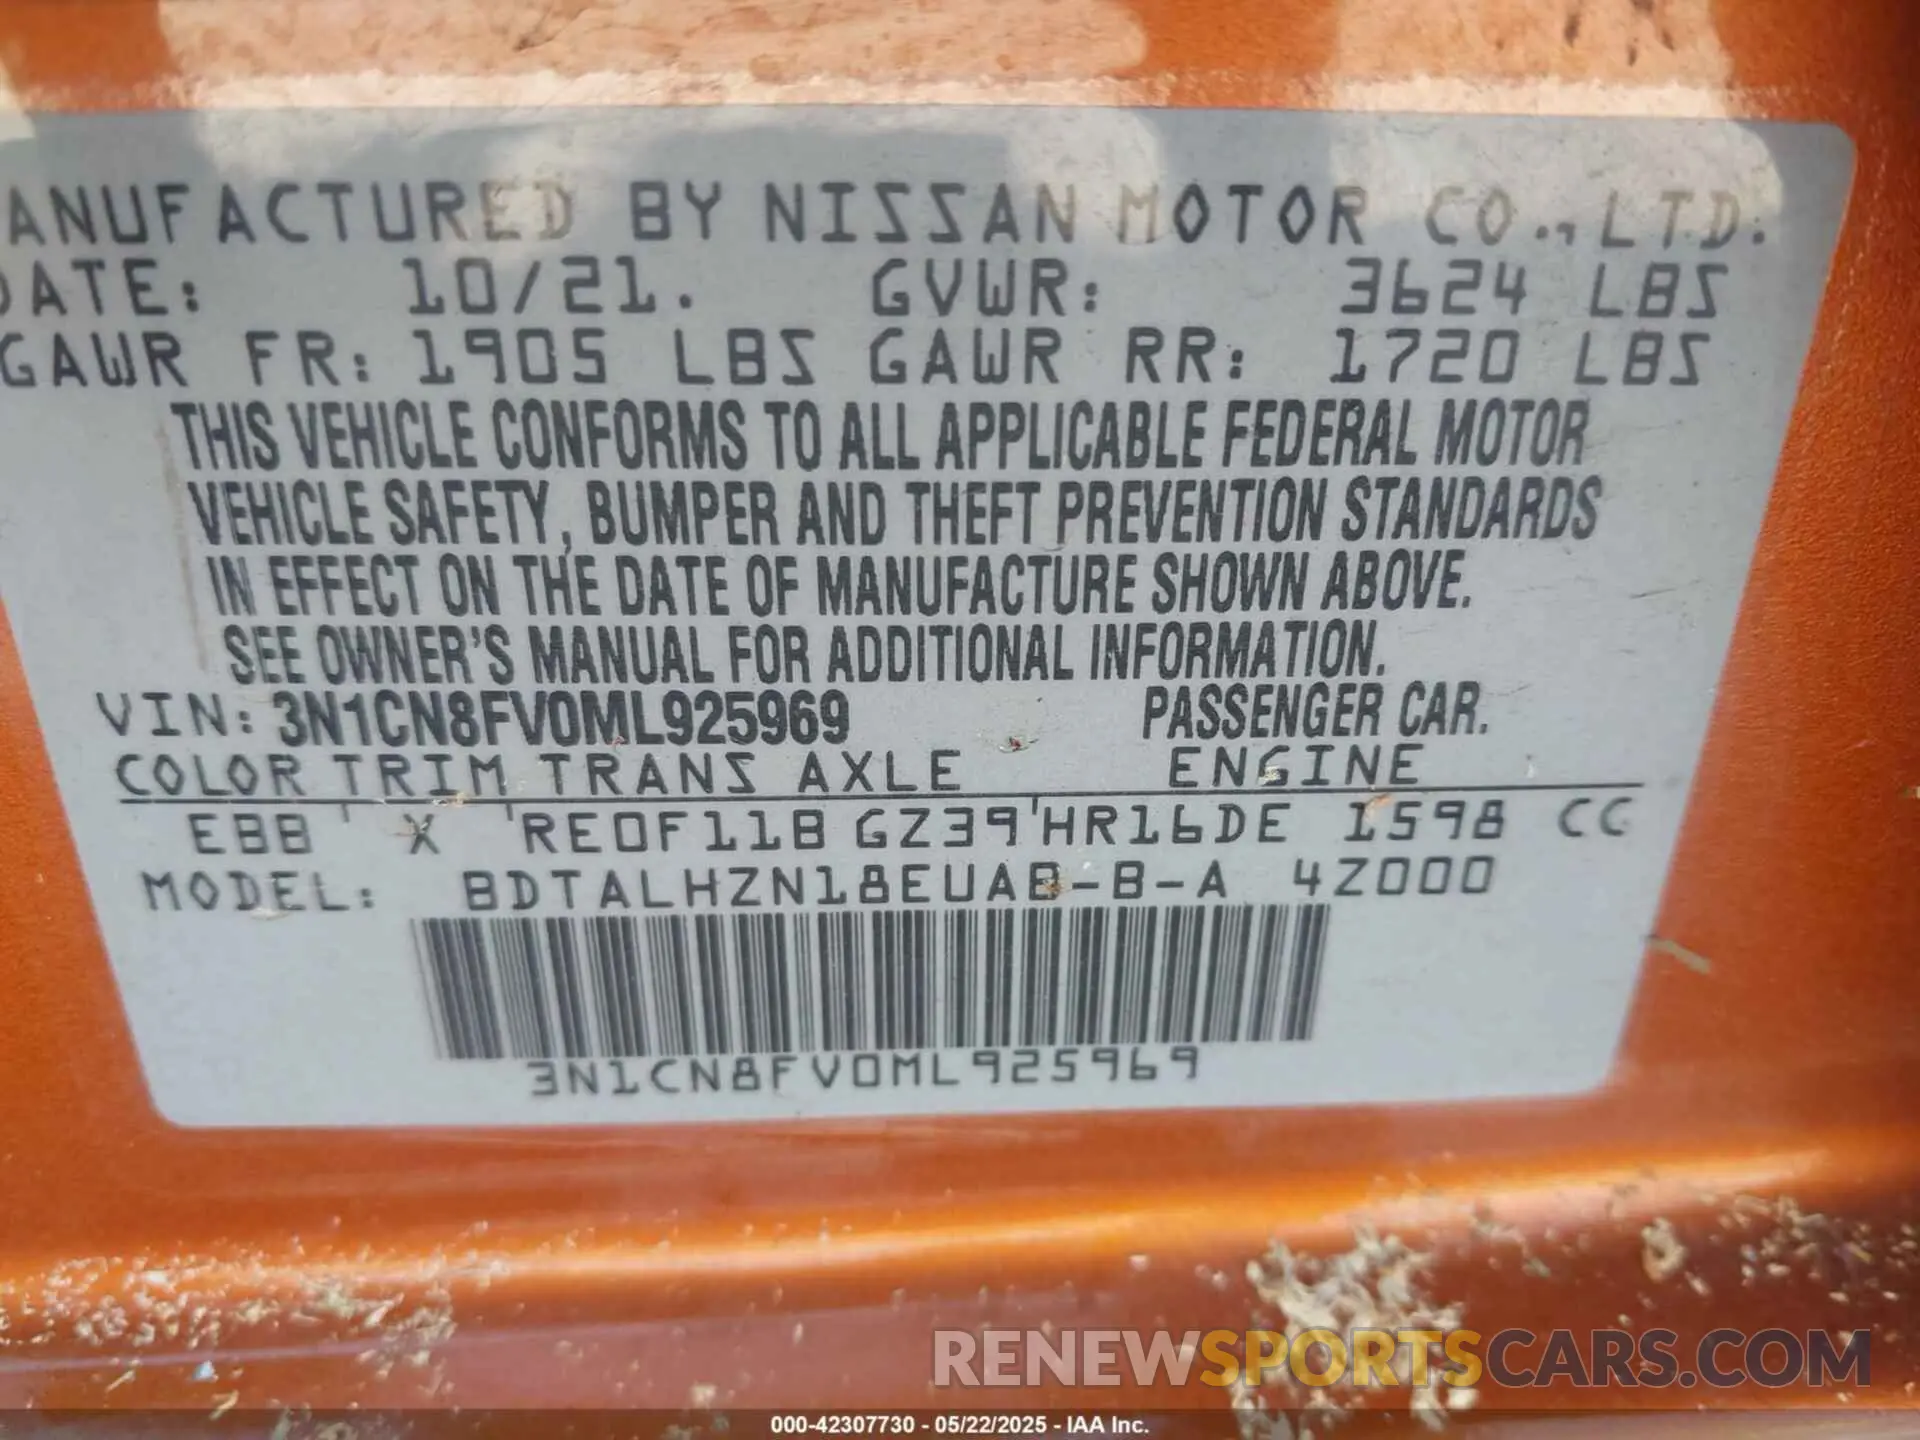 ANUFACTURED BY NISSAN MOTOR CO., LTD.
DATE: 10/21. GVWR: 3624 LBS
GAWR FR: 1905 LBS GAWR RR: 1720 LBS
THIS VEHICLE CONFORMS TO ALL APPLICABLE FEDERAL MOTOR
VEHICLE SAFETY, BUMPER AND THEFT PREVENTION STANDARDS
IN EFFECT ON THE DATE OF MANUFACTURE SHOWN ABOVE.
SEE OWNER'S MANUAL FOR ADDITIONAL INFORMATION.
VIN: 3N1CN8FV0ML925969 PASSENGER CAR.
COLOR TRIM TRANS AXLE ENGINE
EBB X RE0F11B GZ39 HR16DE 1598 CC
MODEL: BDTALHZN18EUAB-B-A 4Z000
3N1CN8FV0ML925969
RENEWSPORTSCARS.COM
000-42307730 - 05/22/2025 - IAA Inc.